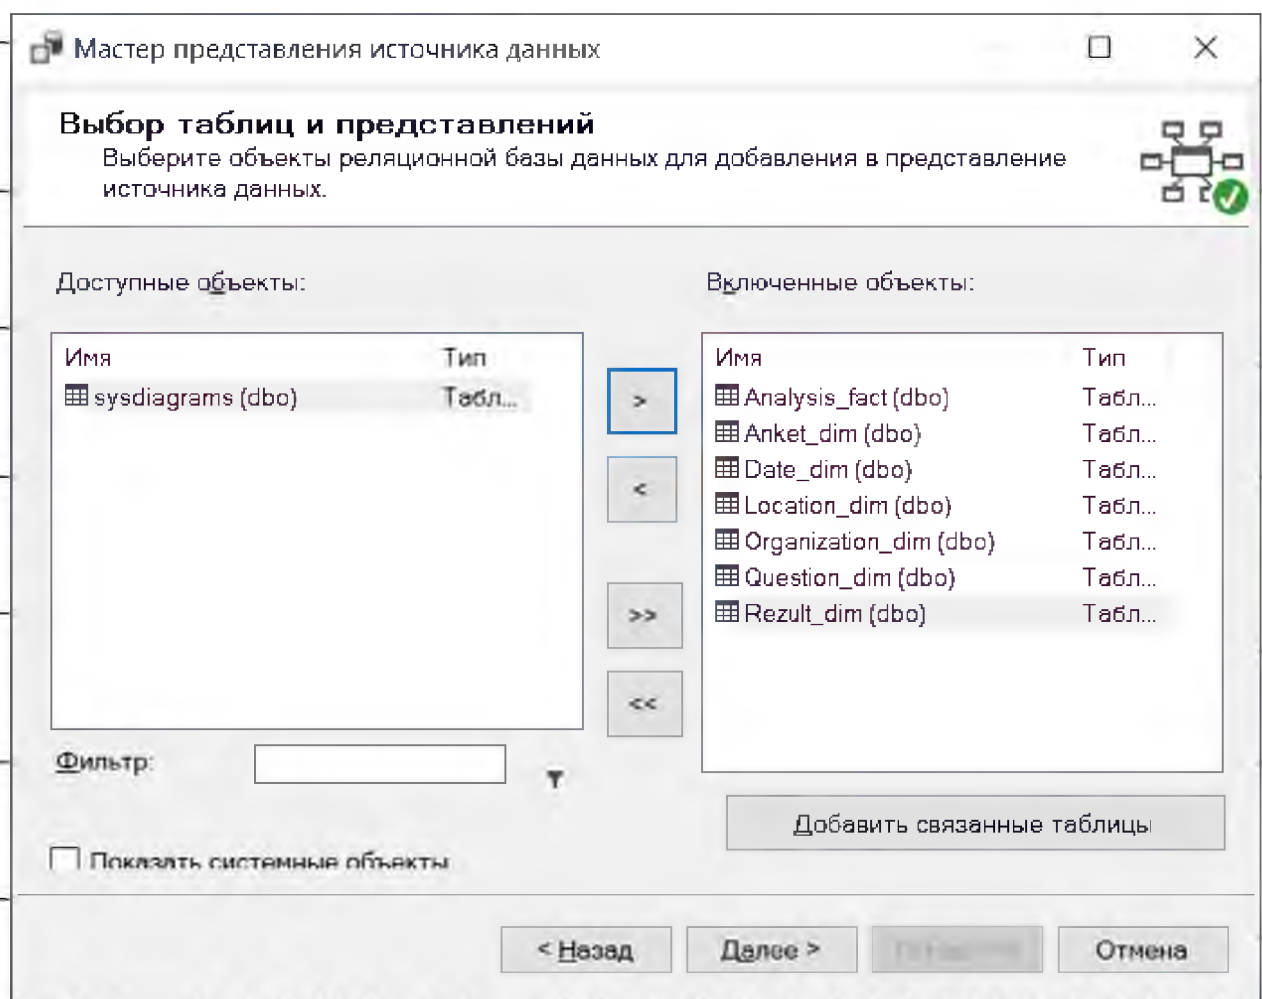 Мастер представления источника данных
Выбор таблиц и представлений
Выберите объекты реляционной базы данных для добавления в представление
источника данных.
Доступные объекты:
Включенные объекты:
Имя Тип
sysdiagrams (dbo) Табл...
>
<
>>
<<
Имя Тип
Analysis_fact (dbo) Табл...
Anket_dim (dbo) Табл...
Date_dim (dbo) Табл...
Location_dim (dbo) Табл...
Organization_dim (dbo) Табл...
Question_dim (dbo) Табл...
Rezult_dim (dbo) Табл...
Фильтр:
Добавить связанные таблицы
Показать системные объекты
< Назад Далее > Отмена